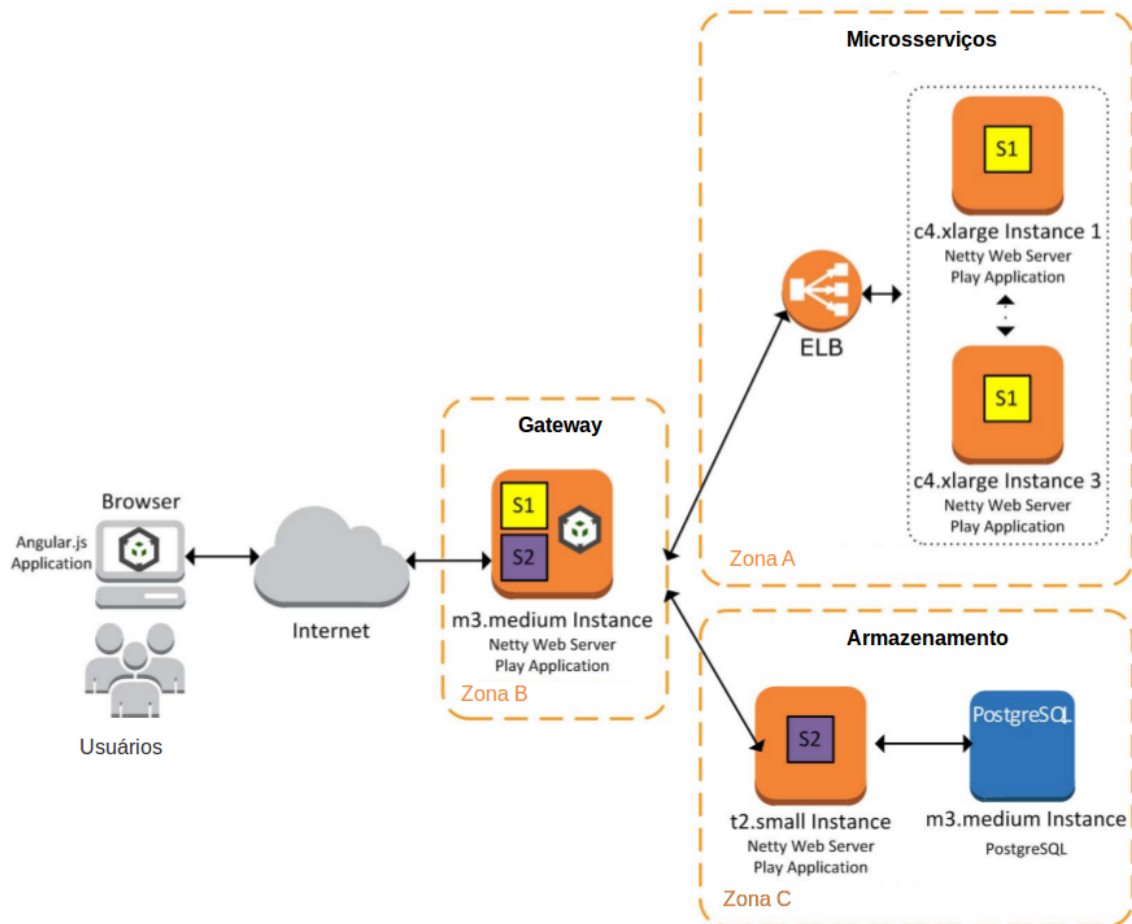 Microsserviços
S1
c4.xlarge Instance 1
Netty Web Server
Play Application
ELB
S1
c4.xlarge Instance 3
Netty Web Server
Play Application
Zona A
Gateway
S1
S2
m3.medium Instance
Netty Web Server
Play Application
Zona B
Browser
Angular.js
Application
Internet
Usuários
Armazenamento
S2
PostgreSQL
t2.small Instance
Netty Web Server
Play Application
m3.medium Instance
PostgreSQL
Zona C